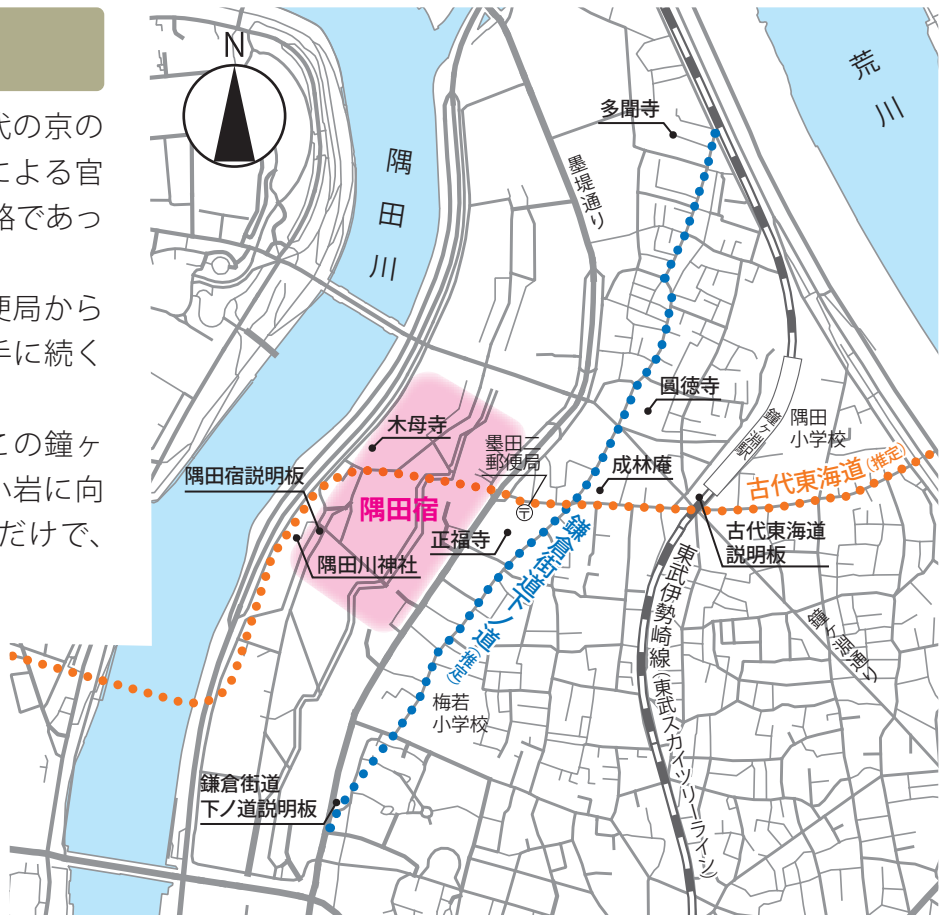 代の京の
による官
路であっ
便局から
手に続く
この鐘ヶ
小岩に向
だけで、
N
荒川
隅田川
多聞寺
墨堤通り
圓徳寺
鐘ヶ淵駅
隅田
小学校
木母寺
墨田二
郵便局
成林庵
古代東海道(推定)
隅田宿説明板
隅田宿
〒
正福寺
古代東海道
説明板
隅田川神社
鎌倉街道下ノ道(推定)
東武伊勢崎線(東武スカイツリーライン)
鐘ヶ淵通り
梅若
小学校
鎌倉街道
下ノ道説明板